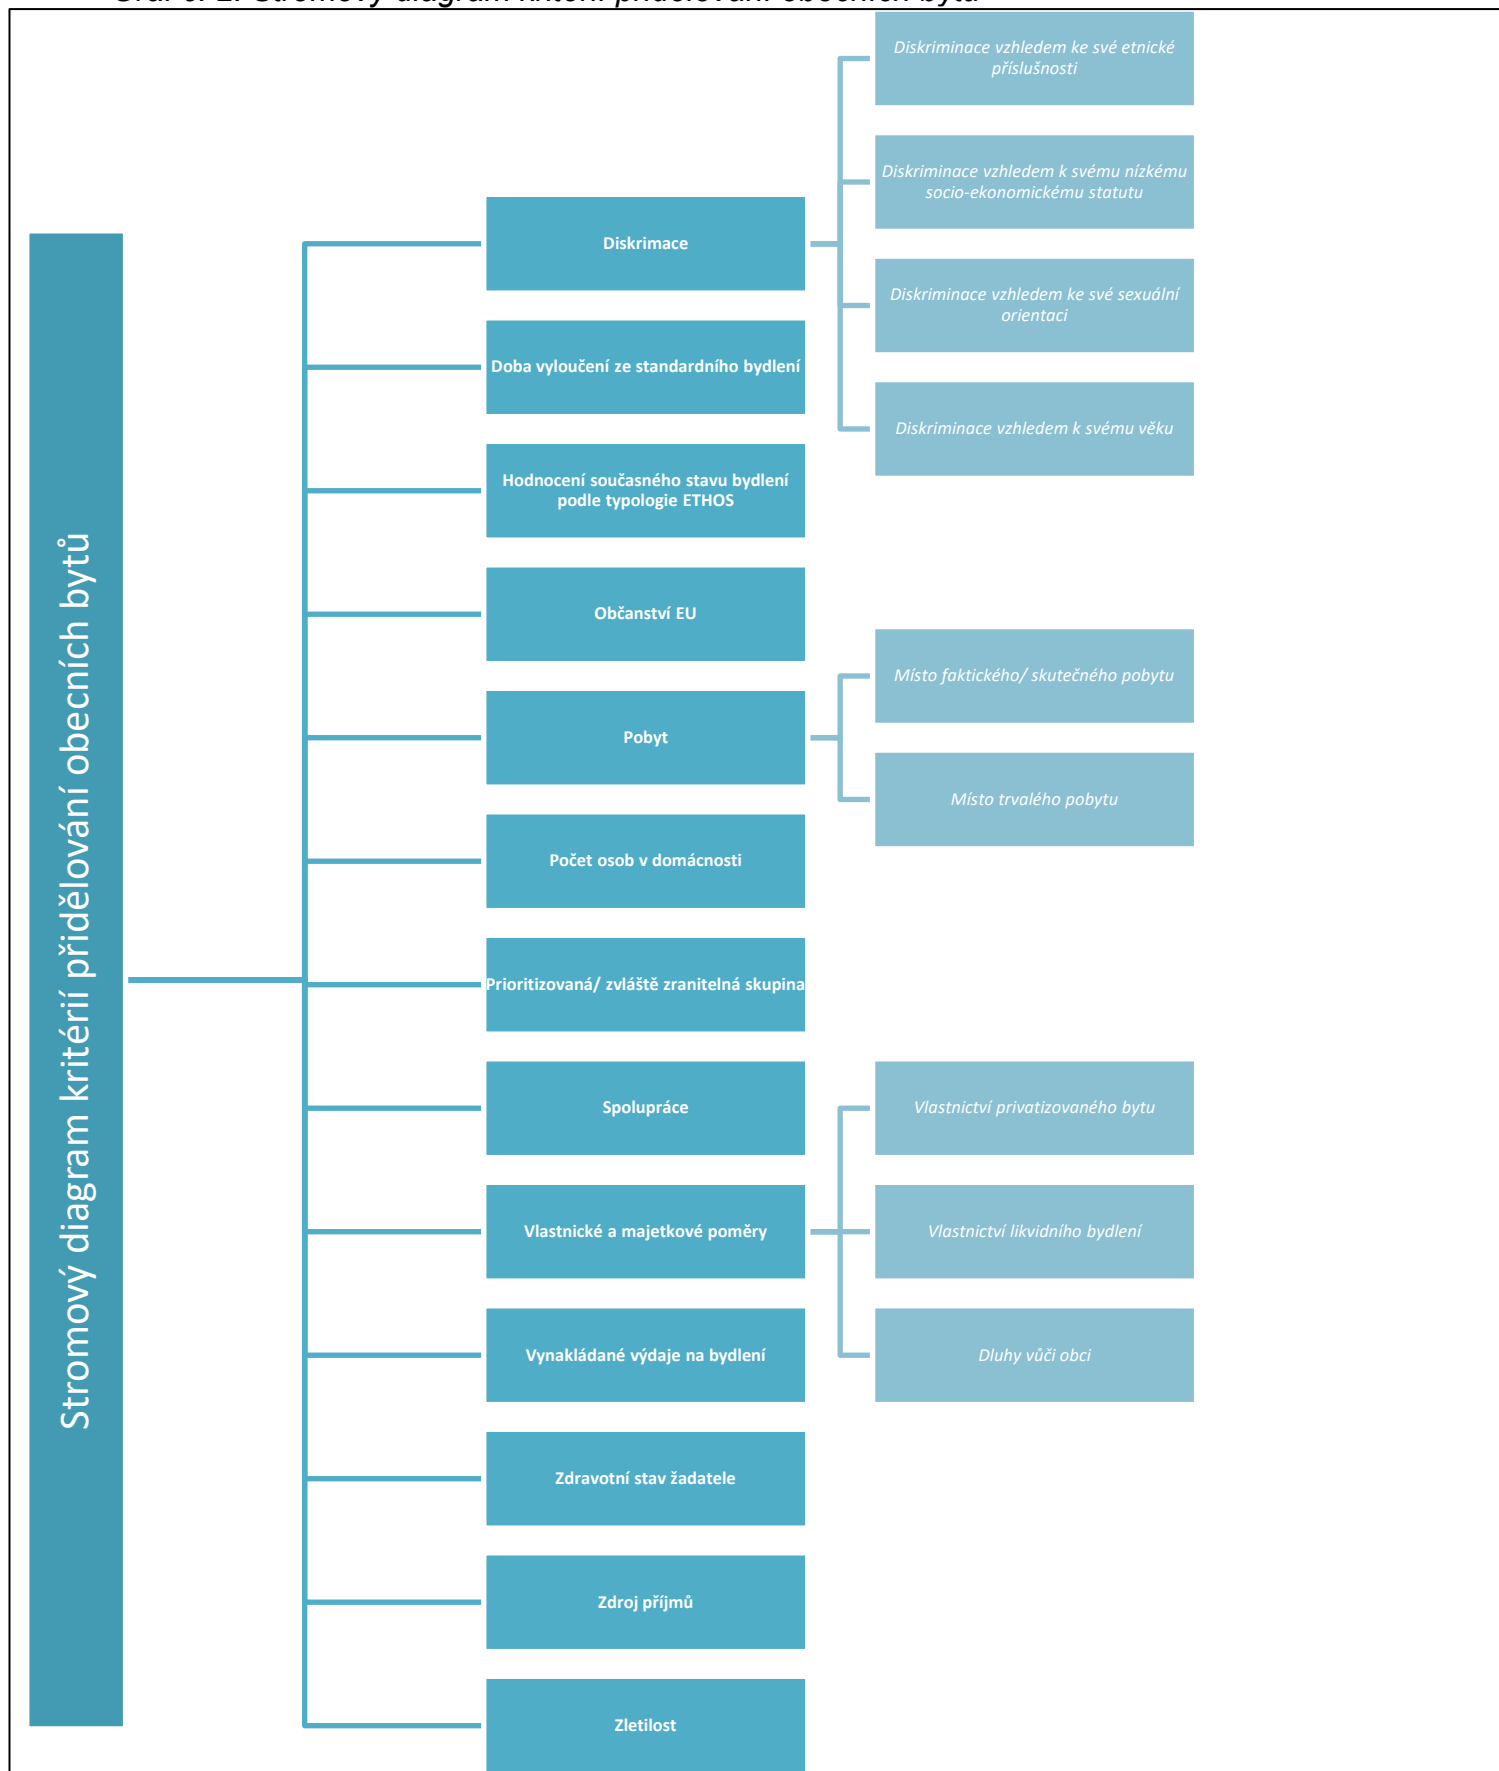 Stromový diagram kritérií přidělování obecních bytů
Diskrimace
Diskriminace vzhledem ke své etnické
příslušnosti
Diskriminace vzhledem k svému nízkému
socio-ekonomickému statutu
Diskriminace vzhledem ke své sexuální
orientaci
Diskriminace vzhledem k svému věku
Doba vyloučení ze standardního bydlení
Hodnocení současného stavu bydlení
podle typologie ETHOS
Občanství EU
Pobyt
Místo faktického/ skutečného pobytu
Místo trvalého pobytu
Počet osob v domácnosti
Prioritizovaná/ zvláště zranitelná skupina
Spolupráce
Vlastnické a majetkové poměry
Vlastnictví privatizovaného bytu
Vlastnictví likvidního bydlení
Dluhy vůči obci
Vynakládané výdaje na bydlení
Zdravotní stav žadatele
Zdroj příjmů
Zletilost